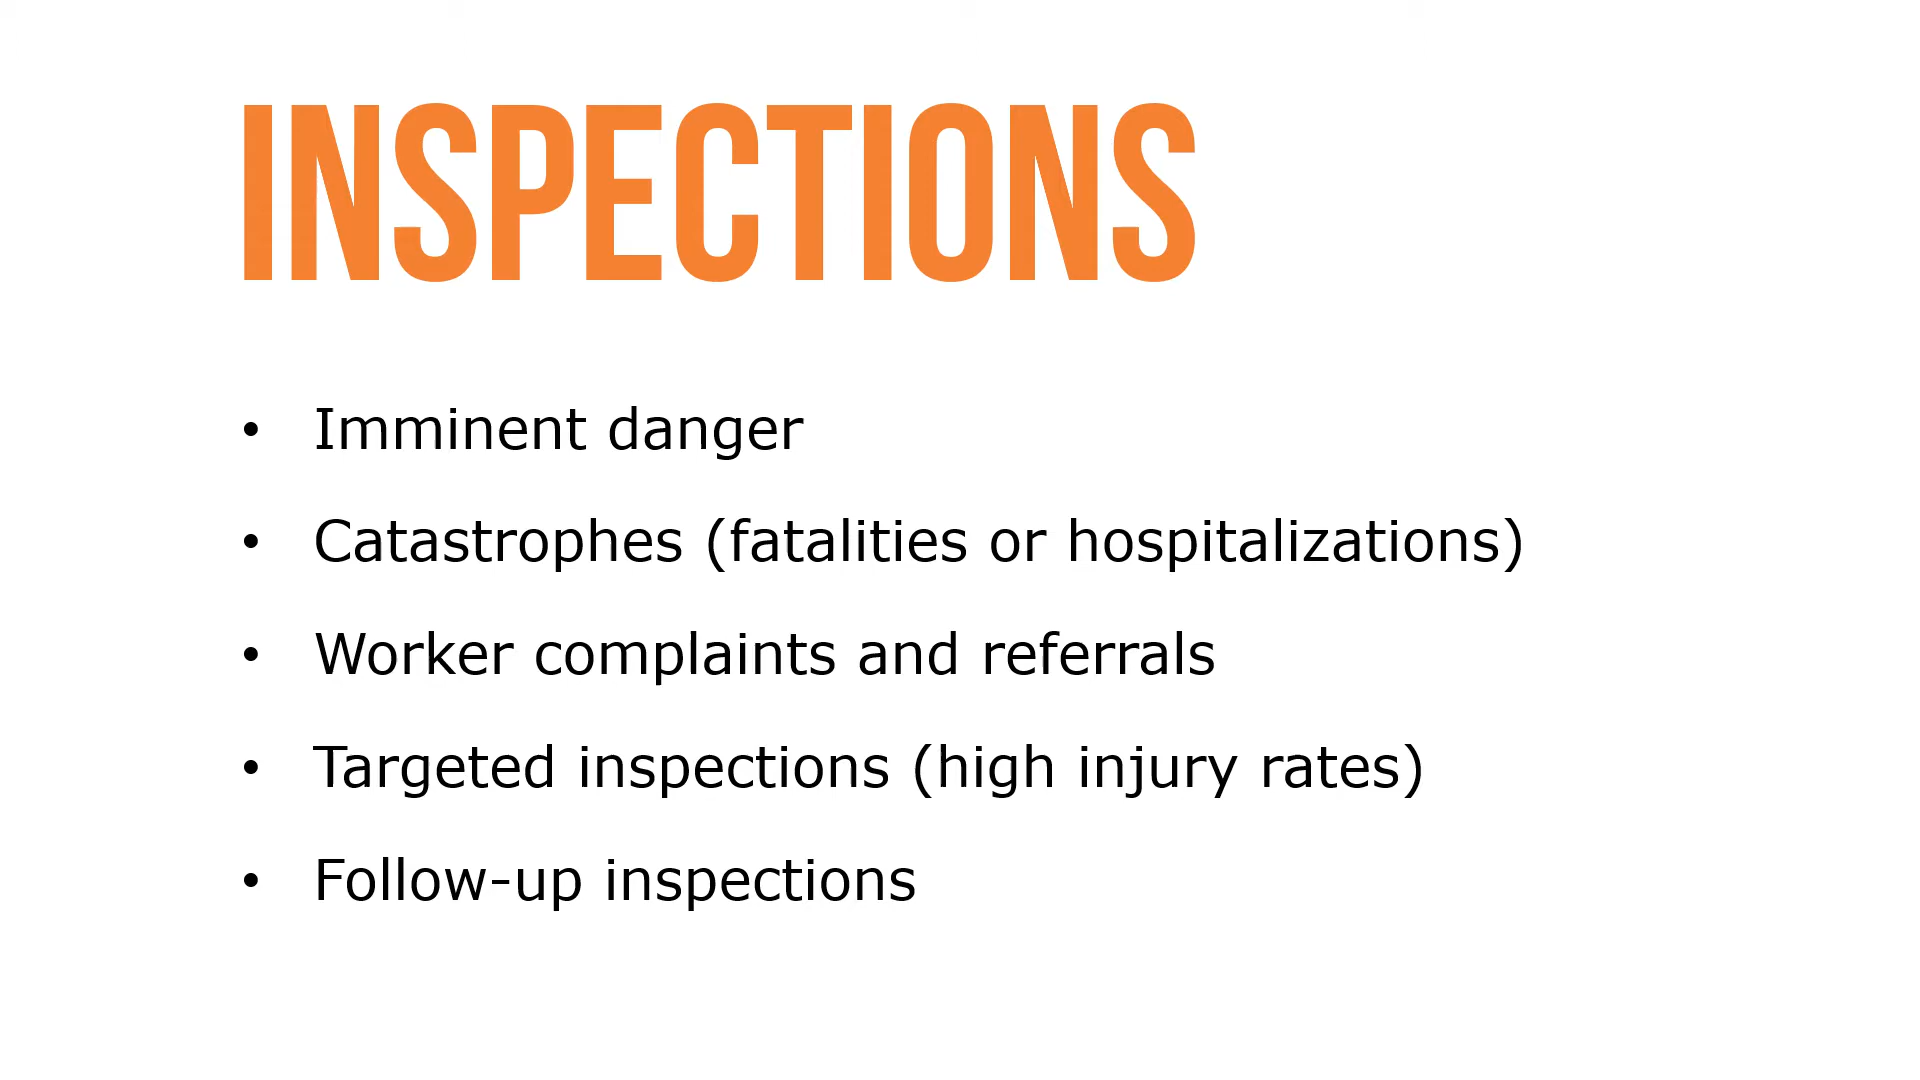 INSPECTIONS
• Imminent danger
• Catastrophes (fatalities or hospitalizations)
• Worker complaints and referrals
• Targeted inspections (high injury rates)
• Follow-up inspections